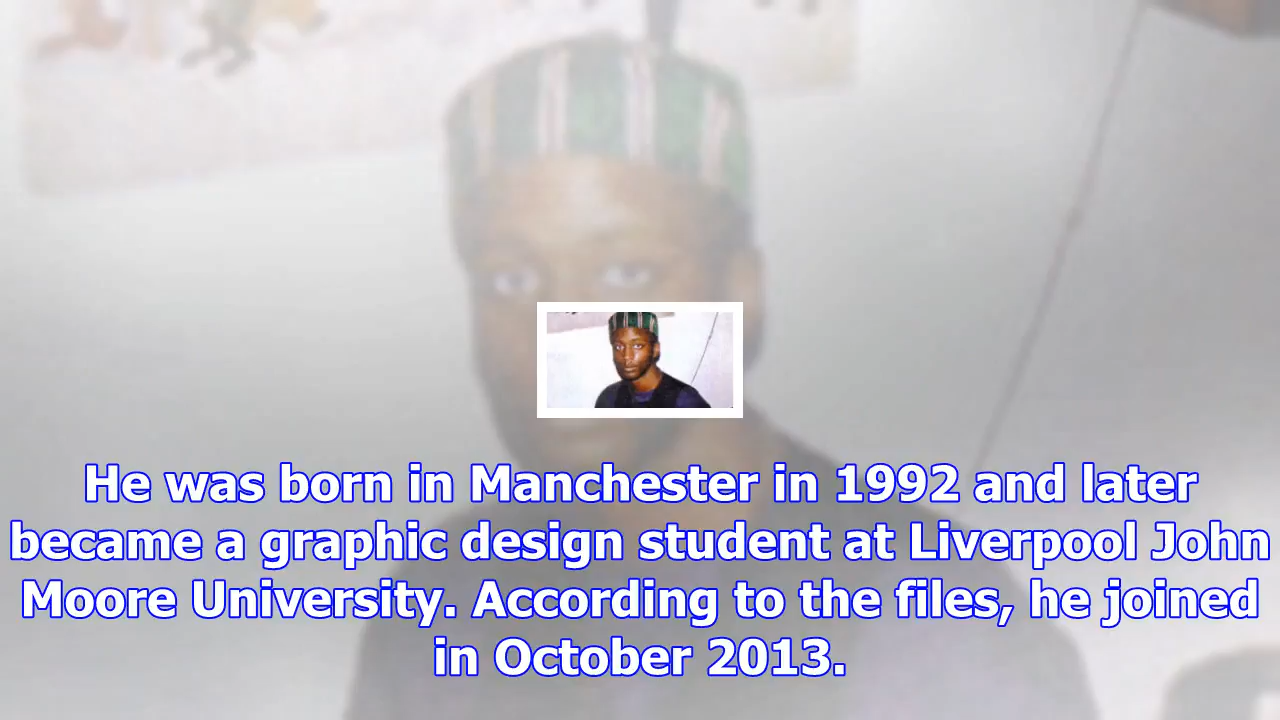 He was born in Manchester in 1992 and later
became a graphic design student at Liverpool John
Moore University. According to the files, he joined
in October 2013.